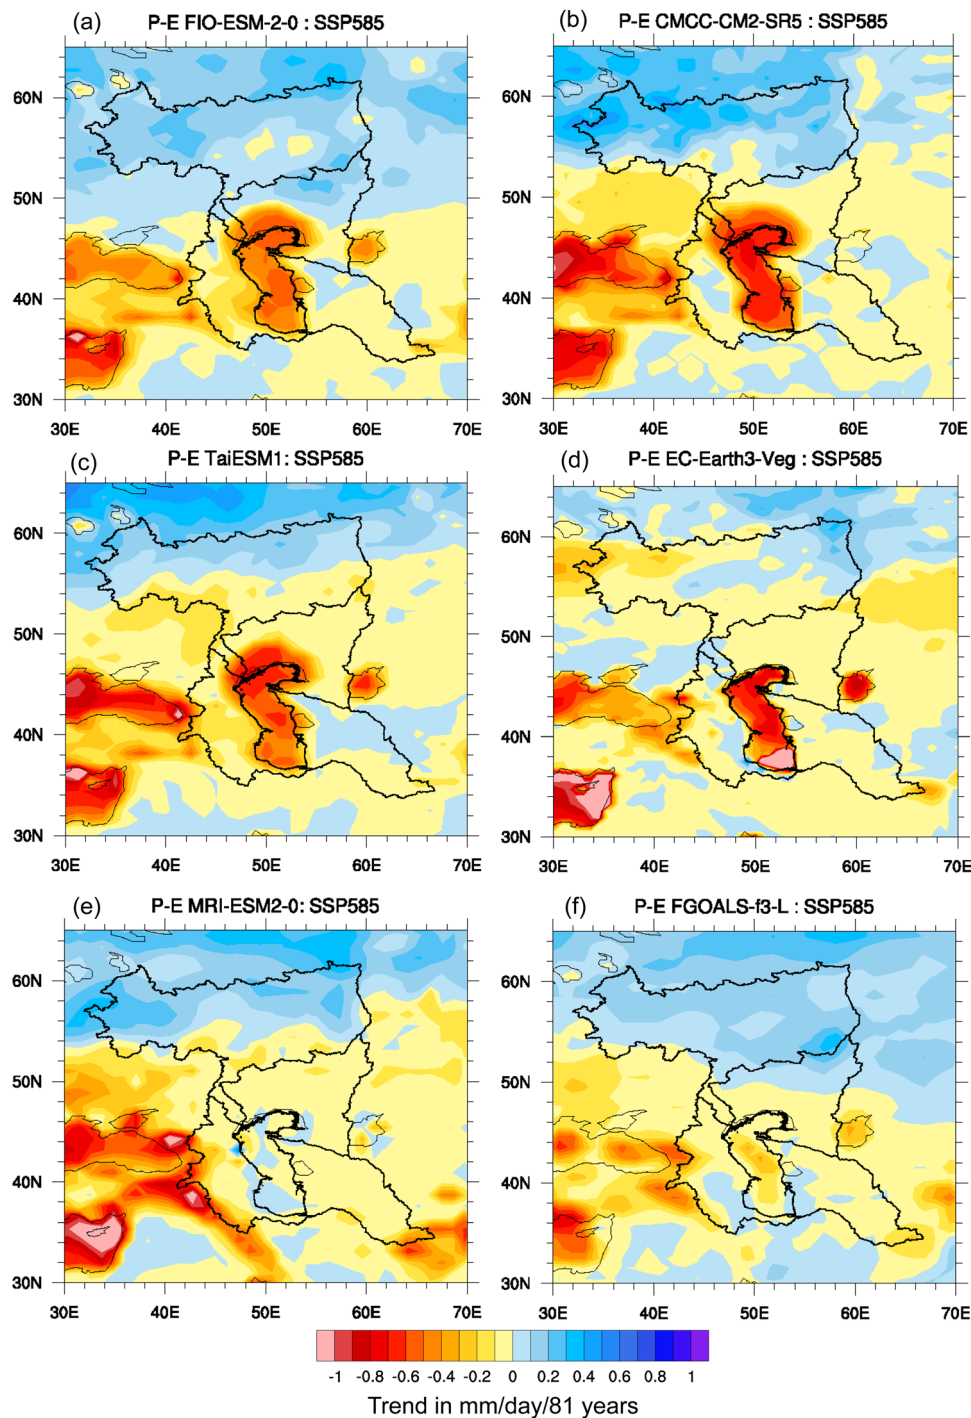 (a) P-E FIO-ESM-2-0 : SSP585
(b) P-E CMCC-CM2-SR5 : SSP585
60N
50N
40N
30N
30E 40E 50E 60E 70E
60N
50N
40N
30N
30E 40E 50E 60E 70E
(c) P-E TaiESM1: SSP585
(d) P-E EC-Earth3-Veg : SSP585
60N
50N
40N
30N
30E 40E 50E 60E 70E
60N
50N
40N
30N
30E 40E 50E 60E 70E
(e) P-E MRI-ESM2-0: SSP585
(f) P-E FGOALS-f3-L : SSP585
60N
50N
40N
30N
30E 40E 50E 60E 70E
60N
50N
40N
30N
30E 40E 50E 60E 70E
-1 -0.8 -0.6 -0.4 -0.2 0 0.2 0.4 0.6 0.8 1
Trend in mm/day/81 years